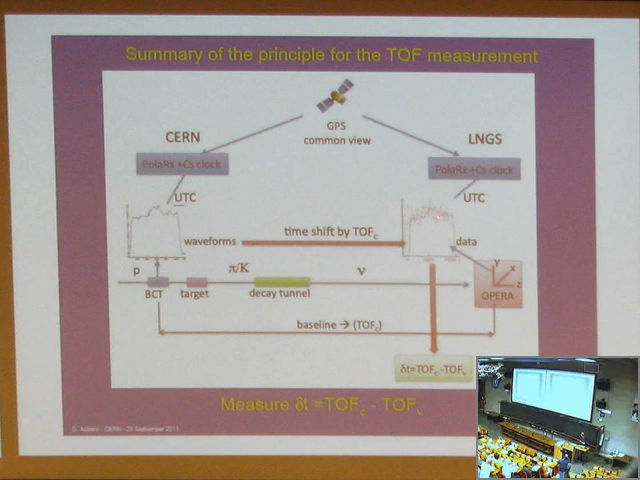 Summary of the principle for the TOF measurement
GPS
common view
CERN
LNGS
PolaRx +Cs clock
PolaRx +Cs clock
UTC
UTC
waveforms
time shift by TOFc
data
p
π/K
ν
BCT
target
decay tunnel
Y
X
Z
OPERA
baseline → (TOFc)
δt=TOFc-TOFν
Measure δt =TOFc - TOFν
CERN - 23 September 2011